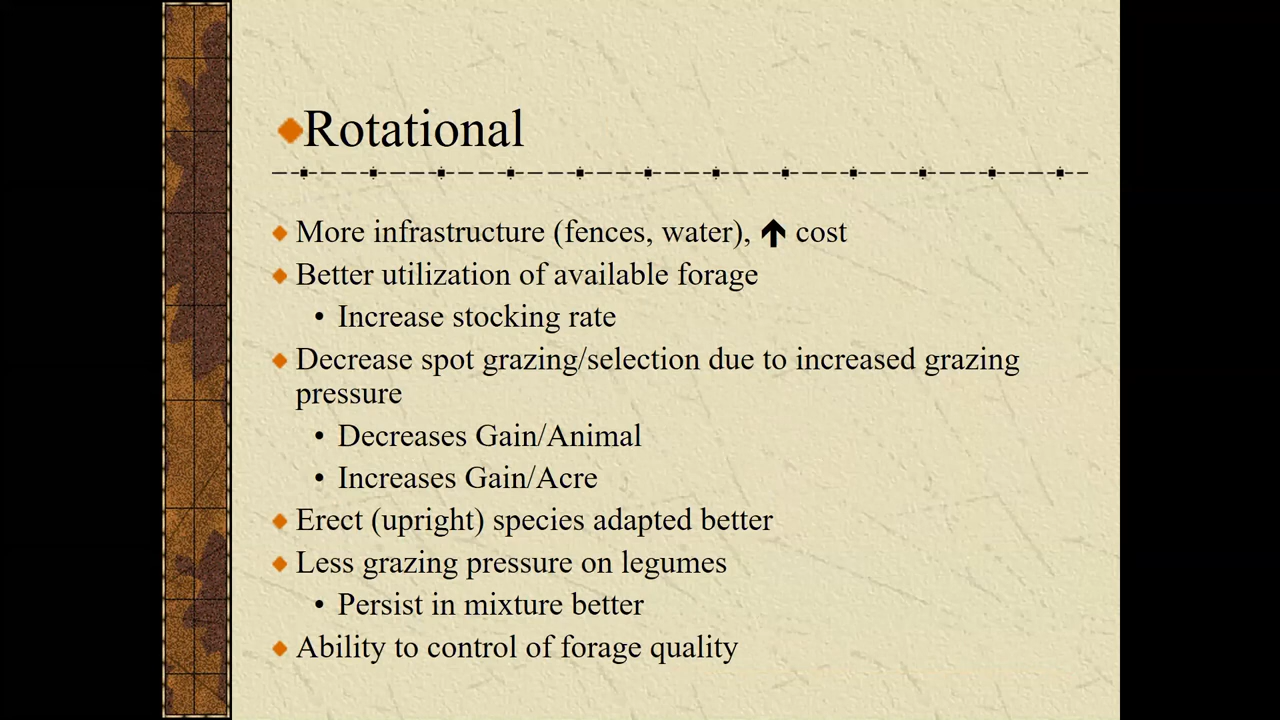 Rotational
More infrastructure (fences, water), 🡅 cost
Better utilization of available forage
• Increase stocking rate
Decrease spot grazing/selection due to increased grazing
pressure
• Decreases Gain/Animal
• Increases Gain/Acre
Erect (upright) species adapted better
Less grazing pressure on legumes
• Persist in mixture better
Ability to control of forage quality